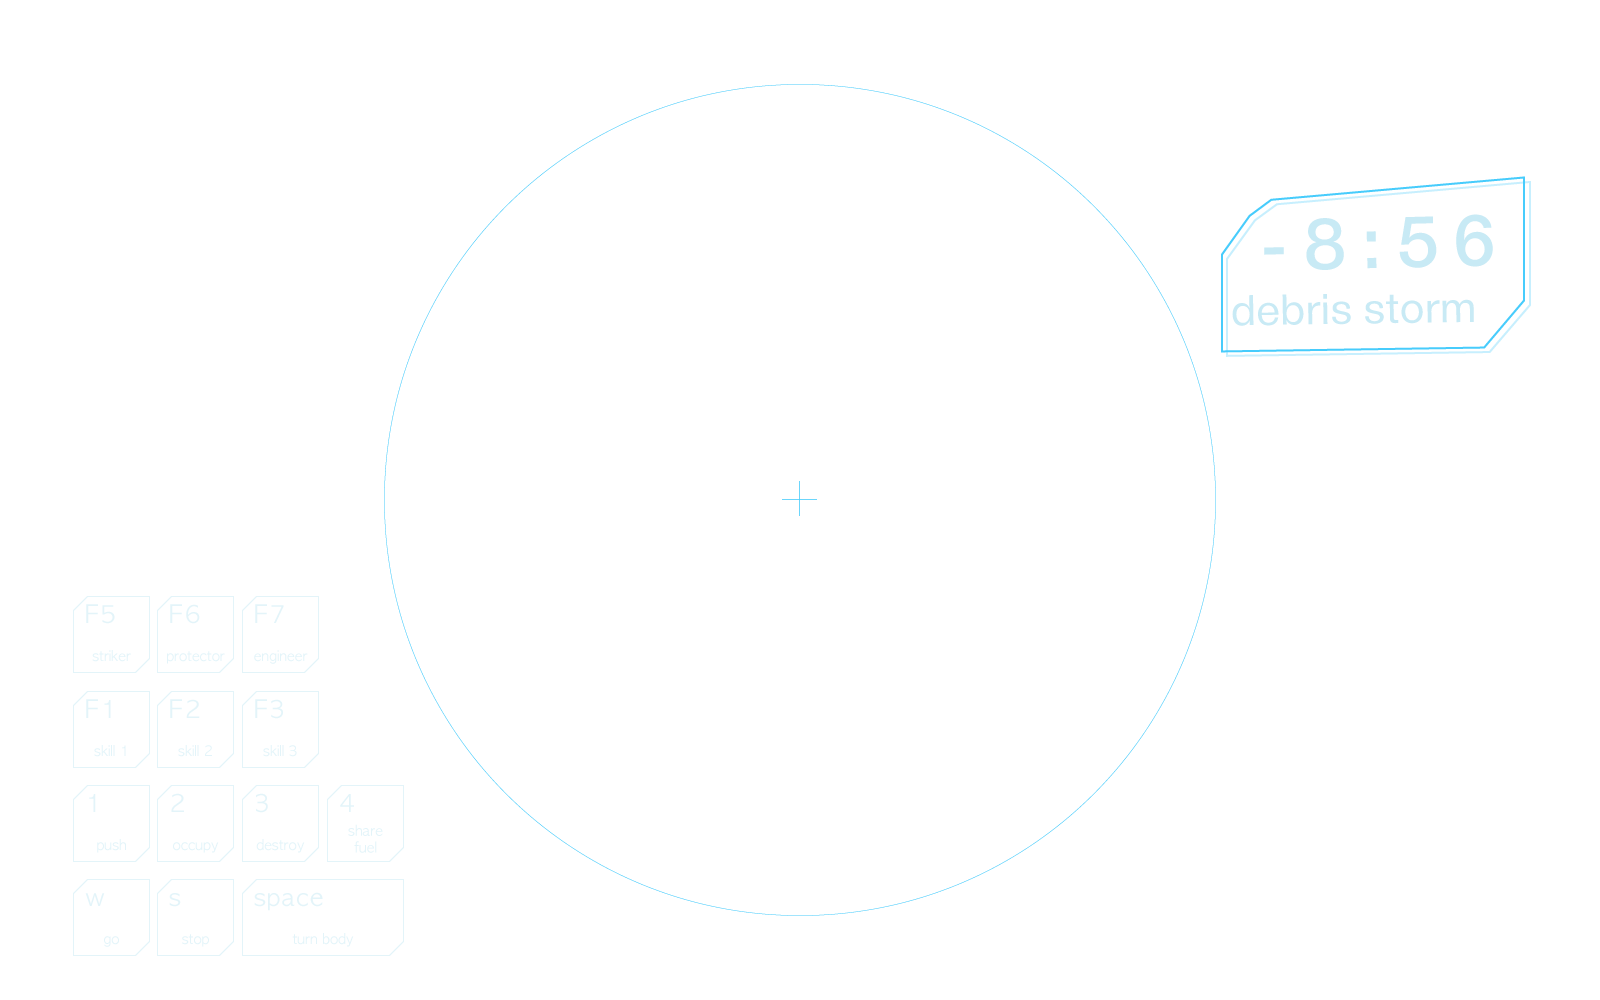 -8:56
debris storm
F5 F6 F7
striker protector engineer
F1 F2 F3
skill 1 skill 2 skill 3
1 2 3 4
push occupy destroy share
fuel
w s space
go stop turn body